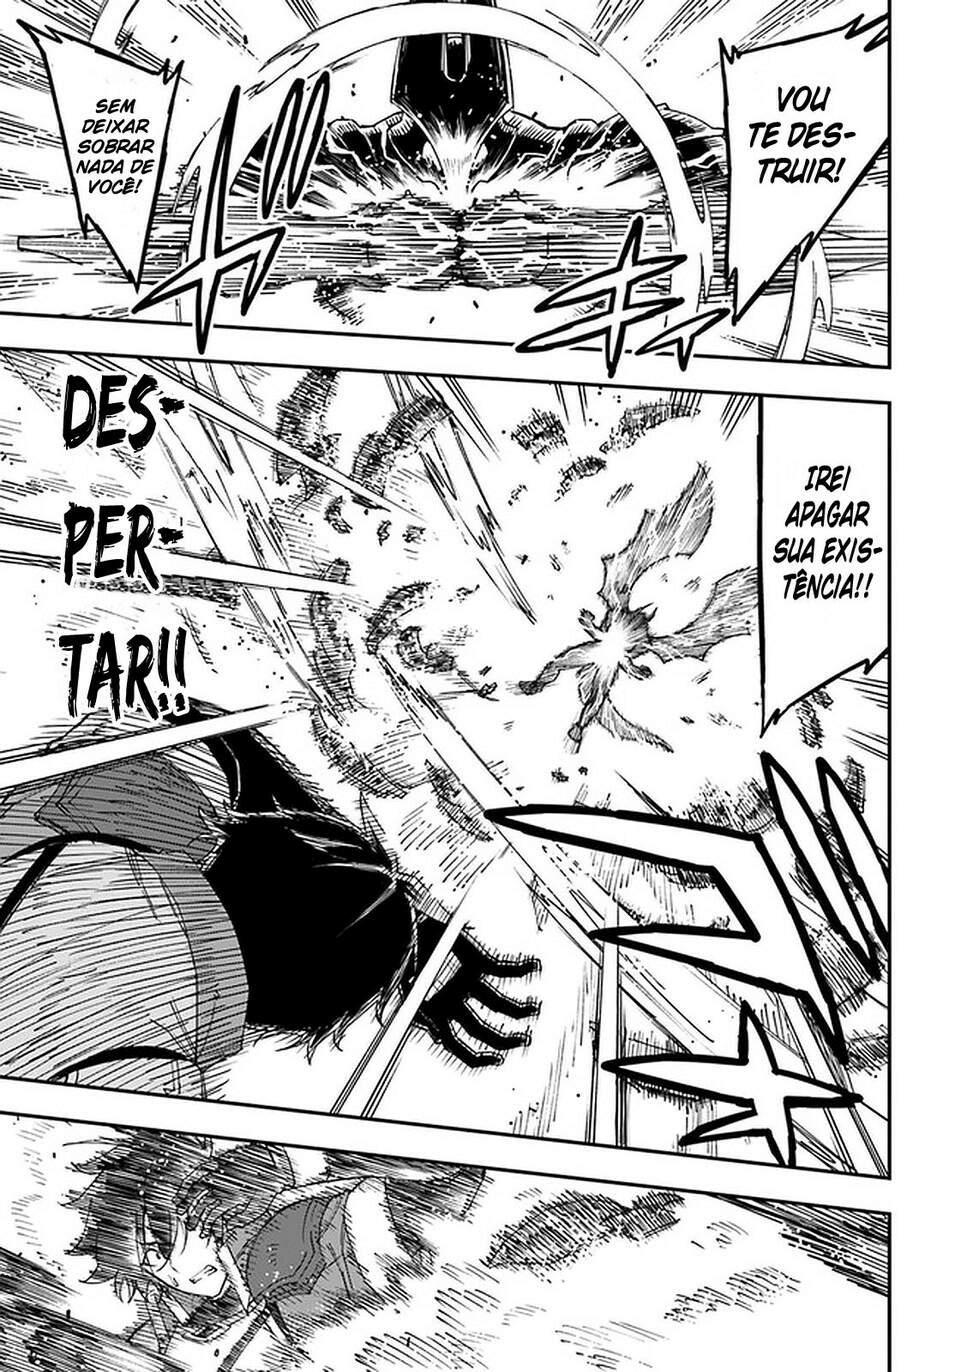 VOU
TE DES-
TRUIR!
SEM
DEIXAR
SOBRAR
NADA DE
VOCÊ!
IREI
APAGAR
SUA EXIS-
TÊNCIA!!
DES-
PER-
TAR!!